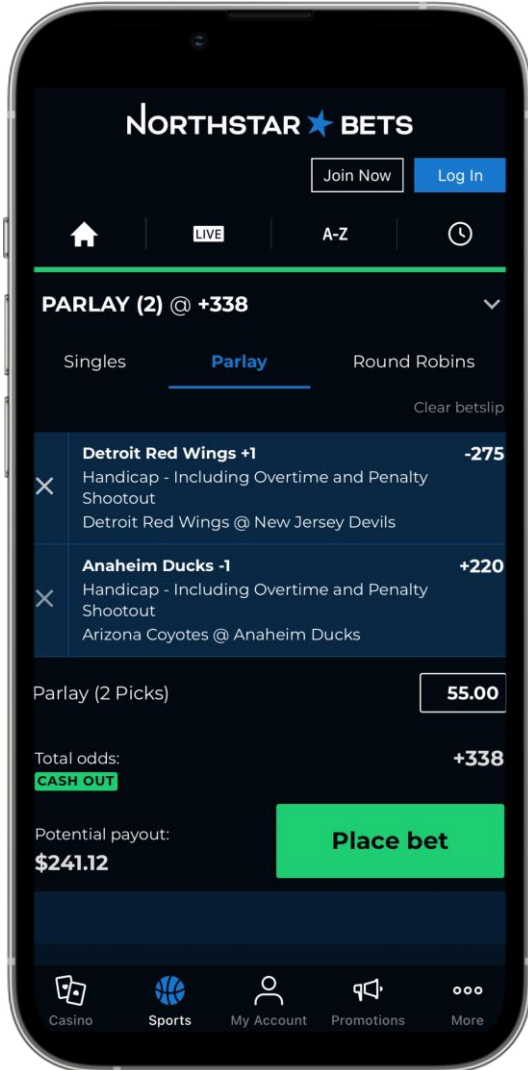 NORTHSTAR BETS
Join Now
Log In
LIVE
A-Z
PARLAY (2) @ +338
Singles
Parlay
Round Robins
Clear betslip
Detroit Red Wings +1
-275
Handicap - Including Overtime and Penalty
Shootout
Detroit Red Wings @ New Jersey Devils
Anaheim Ducks -1
+220
Handicap - Including Overtime and Penalty
Shootout
Arizona Coyotes @ Anaheim Ducks
Parlay (2 Picks)
55.00
Total odds:
+338
CASH OUT
Potential payout:
$241.12
Place bet
Casino
Sports
My Account
Promotions
More